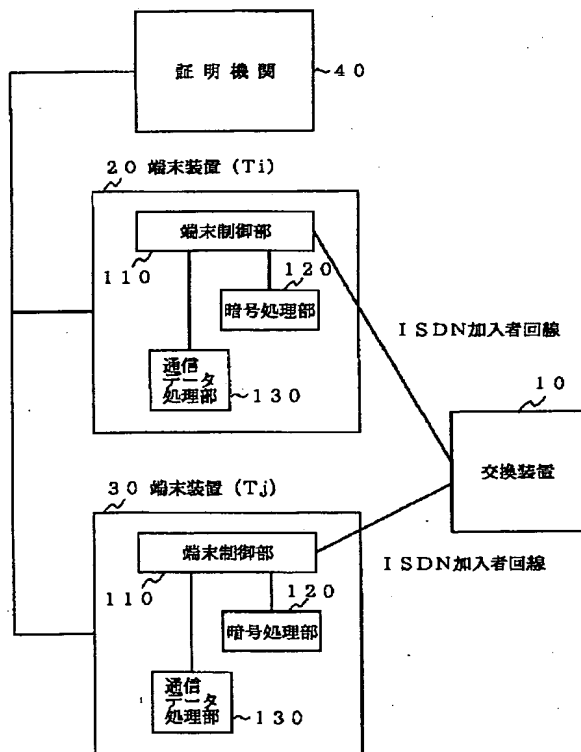 証明機関
40
20 端末装置 (Ti)
端末制御部
110
120
暗号処理部
通信
データ
処理部
130
ISDN加入者回線
10
交換装置
30 端末装置 (Tj)
端末制御部
110
120
暗号処理部
通信
データ
処理部
130
ISDN加入者回線